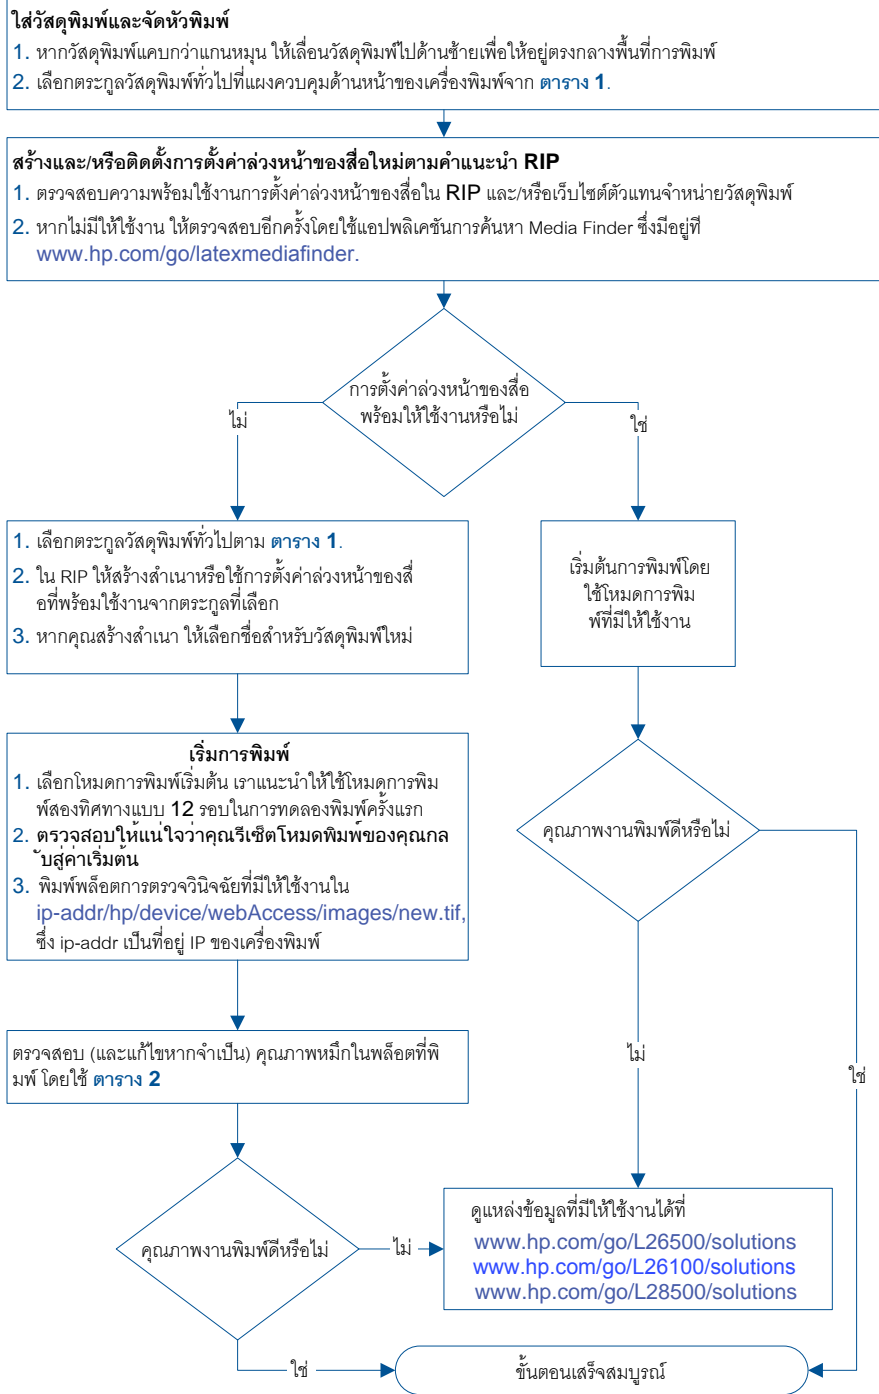 ใส่วัสดุพิมพ์และจัดหัวพิมพ์
1. หากวัสดุพิมพ์แคบกว่าแกนหมุน ให้เลื่อนวัสดุพิมพ์ไปด้านซ้ายเพื่อให้อยู่ตรงกลางพื้นที่การพิมพ์
2. เลือกตระกูลวัสดุพิมพ์ทั่วไปที่แผงควบคุมด้านหน้าของเครื่องพิมพ์จาก ตาราง 1.
สร้างและ/หรือติดตั้งการตั้งค่าล่วงหน้าของสื่อใหม่ตามคำแนะนำ RIP
1. ตรวจสอบความพร้อมใช้งานการตั้งค่าล่วงหน้าของสื่อใน RIP และ/หรือเว็บไซต์ตัวแทนจำหน่ายวัสดุพิมพ์
2. หากไม่มีให้ใช้งาน ให้ตรวจสอบอีกครั้งโดยใช้แอปพลิเคชันการค้นหา Media Finder ซึ่งมีอยู่ที่
www.hp.com/go/latexmediafinder.
การตั้งค่าล่วงหน้าของสื่อ
พร้อมให้ใช้งานหรือไม่
ไม่
ใช่
1. เลือกตระกูลวัสดุพิมพ์ทั่วไปตาม ตาราง 1.
2. ใน RIP ให้สร้างสำเนาหรือใช้การตั้งค่าล่วงหน้าของสื่
อที่พร้อมใช้งานจากตระกูลที่เลือก
3. หากคุณสร้างสำเนา ให้เลือกชื่อสำหรับวัสดุพิมพ์ใหม่
เริ่มต้นการพิมพ์โดย
ใช้โหมดการพิม
พ์ที่มีให้ใช้งาน
เริ่มการพิมพ์
1. เลือกโหมดการพิมพ์เริ่มต้น เราแนะนำให้ใช้โหมดการพิม
พ์สองทิศทางแบบ 12 รอบในการทดลองพิมพ์ครั้งแรก
2. ตรวจสอบให้แน่ใจว่าคุณรีเซ็ตโหมดพิมพ์ของคุณกล
ับสู่ค่าเริ่มต้น
3. พิมพ์พล็อตการตรวจวินิจฉัยที่มีให้ใช้งานใน
ip-addr/hp/device/webAccess/images/new.tif,
ซึ่ง ip-addr เป็นที่อยู่ IP ของเครื่องพิมพ์
คุณภาพงานพิมพ์ดีหรือไม่
ไม่
ใช่
ตรวจสอบ (และแก้ไขหากจำเป็น) คุณภาพหมึกในพล็อตที่พิ
มพ์ โดยใช้ ตาราง 2
คุณภาพงานพิมพ์ดีหรือไม่
ไม่
ดูแหล่งข้อมูลที่มีให้ใช้งานได้ที่
www.hp.com/go/L26500/solutions
www.hp.com/go/L26100/solutions
www.hp.com/go/L28500/solutions
ใช่
ขั้นตอนเสร็จสมบูรณ์